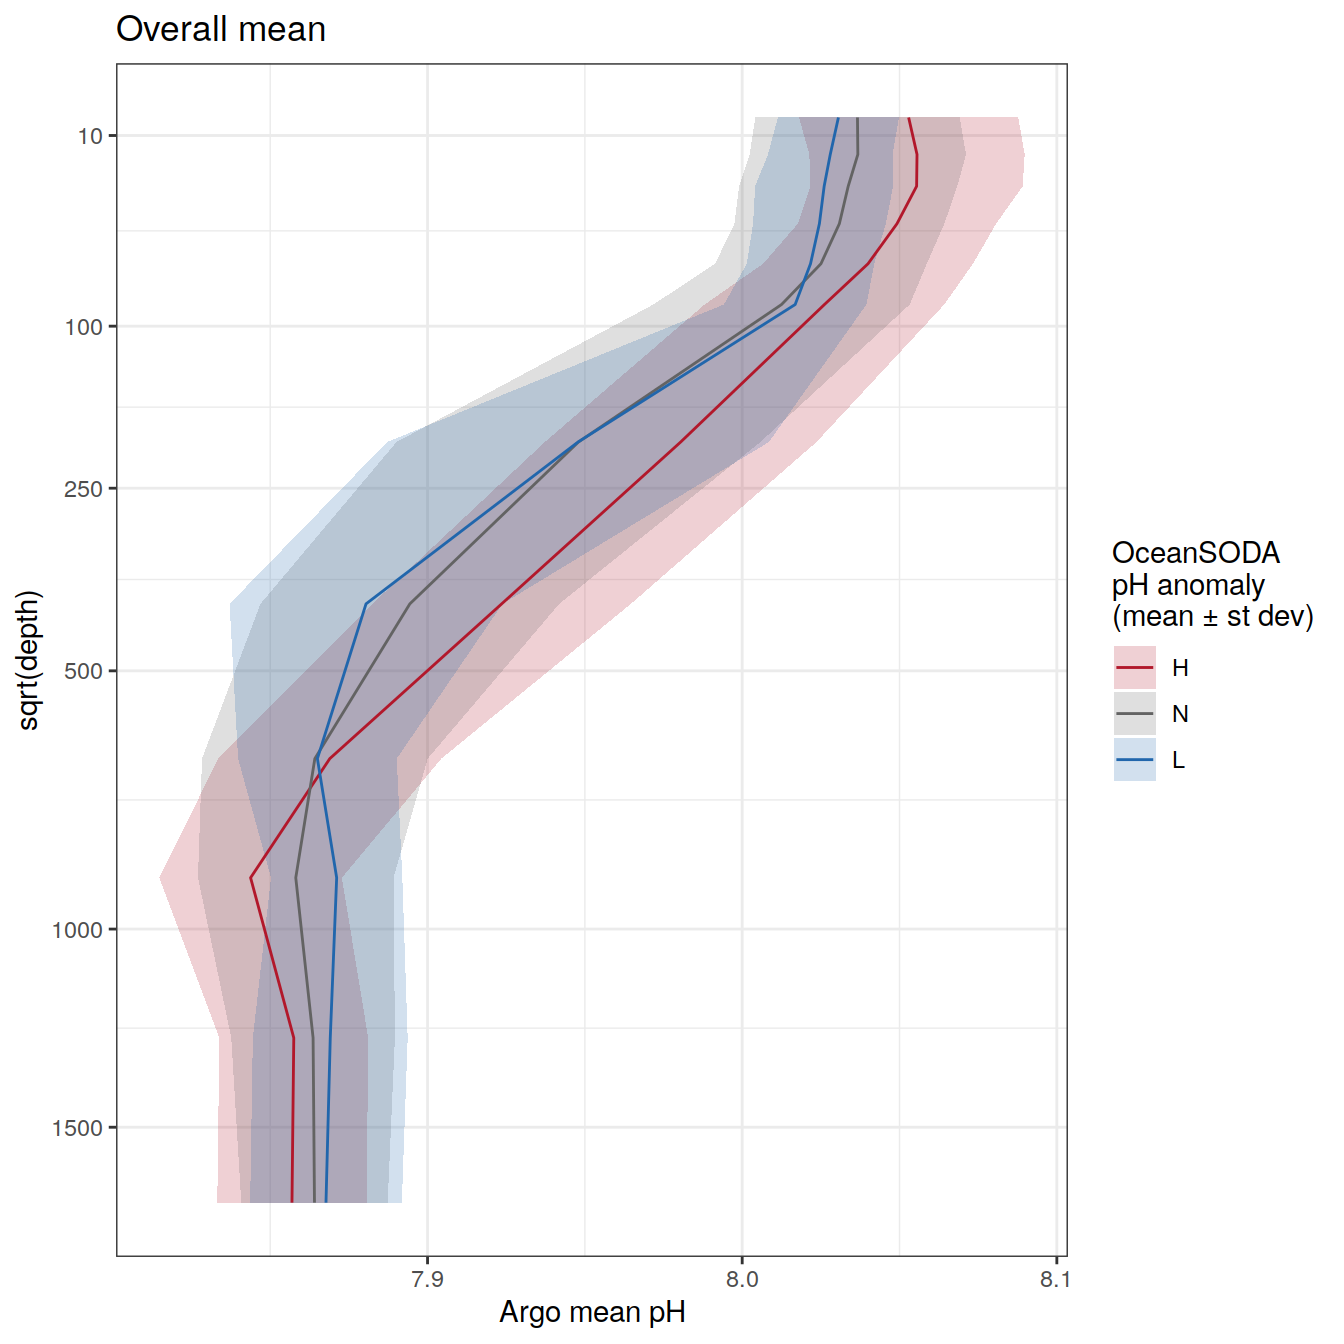 Overall mean
10
100
250
500
1000
1500
sqrt(depth)
7.9
8.0
8.1
Argo mean pH
OceanSODA
pH anomaly
(mean ± st dev)
H
N
L